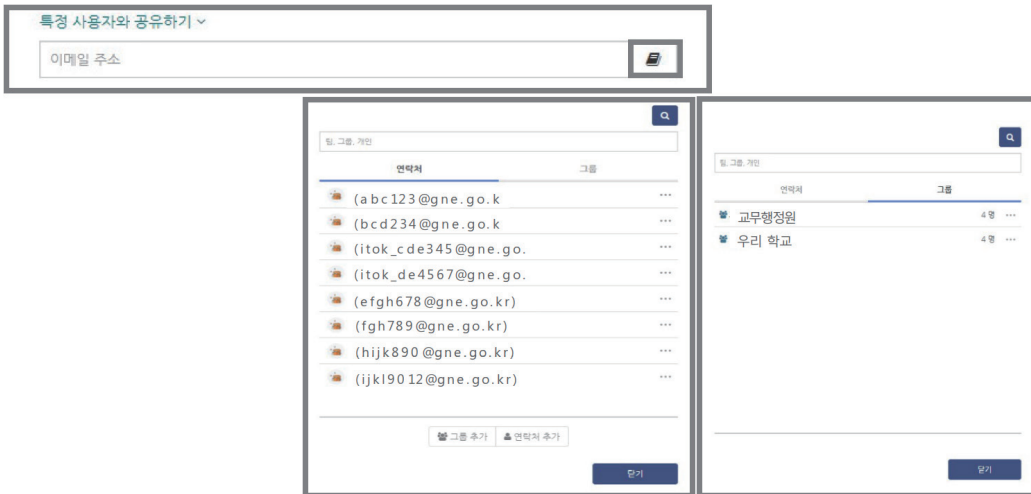 특정 사용자와 공유하기
이메일 주소
팀, 그룹, 개인
연락처 그룹
(abc123@gne.go.k ...
(bcd234@gne.go.k ...
(itok_cde345@gne.go. ...
(itok_de4567@gne.go. ...
(efgh678@gne.go.kr) ...
(fgh789@gne.go.kr) ...
(hijk890@gne.go.kr) ...
(ijkl9012@gne.go.kr) ...
그룹 추가 연락처 추가
닫기
팀, 그룹, 개인
연락처 그룹
교무행정원 4 명 ...
우리 학교 4 명 ...
닫기